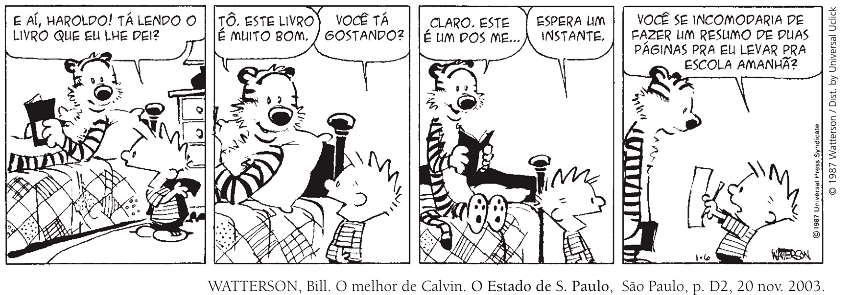 E AÍ, HAROLDO! TÁ LENDO O
LIVRO QUE EU LHE DEI?
TÔ. ESTE LIVRO
É MUITO BOM.
VOCÊ TÁ
GOSTANDO?
CLARO. ESTE
É UM DOS ME...
ESPERA UM
INSTANTE.
VOCÊ SE INCOMODARIA DE
FAZER UM RESUMO DE DUAS
PÁGINAS PRA EU LEVAR PRA
ESCOLA AMANHÃ?
1-6
WATTERSON
© 1987 Universal Press Syndicate
© 1987 Watterson / Dist. by Universal Uclick
WATTERSON, Bill. O melhor de Calvin. O Estado de S. Paulo, São Paulo, p. D2, 20 nov. 2003.